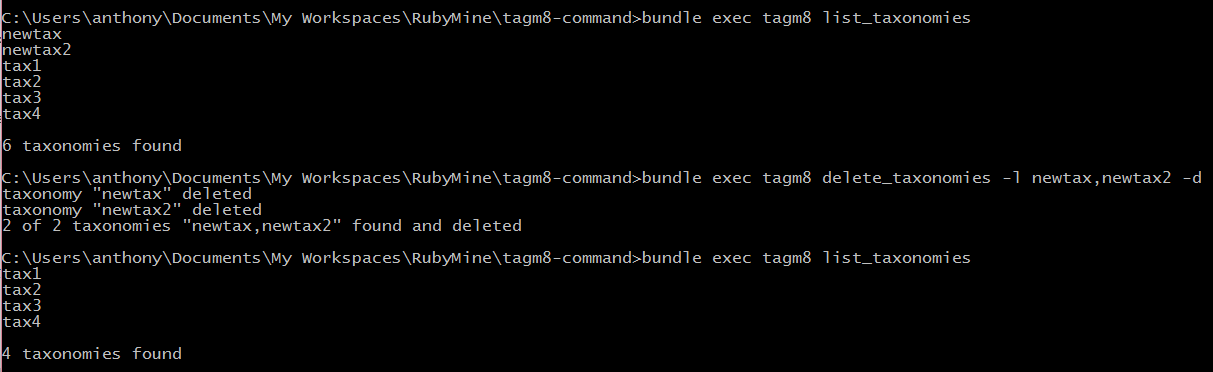 C:\Users\anthony\Documents\My Workspaces\RubyMine\tagm8-command>bundle exec tagm8 list_taxonomies
newtax
newtax2
tax1
tax2
tax3
tax4
6 taxonomies found
C:\Users\anthony\Documents\My Workspaces\RubyMine\tagm8-command>bundle exec tagm8 delete_taxonomies -l newtax,newtax2 -d
taxonomy "newtax" deleted
taxonomy "newtax2" deleted
2 of 2 taxonomies "newtax,newtax2" found and deleted
C:\Users\anthony\Documents\My Workspaces\RubyMine\tagm8-command>bundle exec tagm8 list_taxonomies
tax1
tax2
tax3
tax4
4 taxonomies found